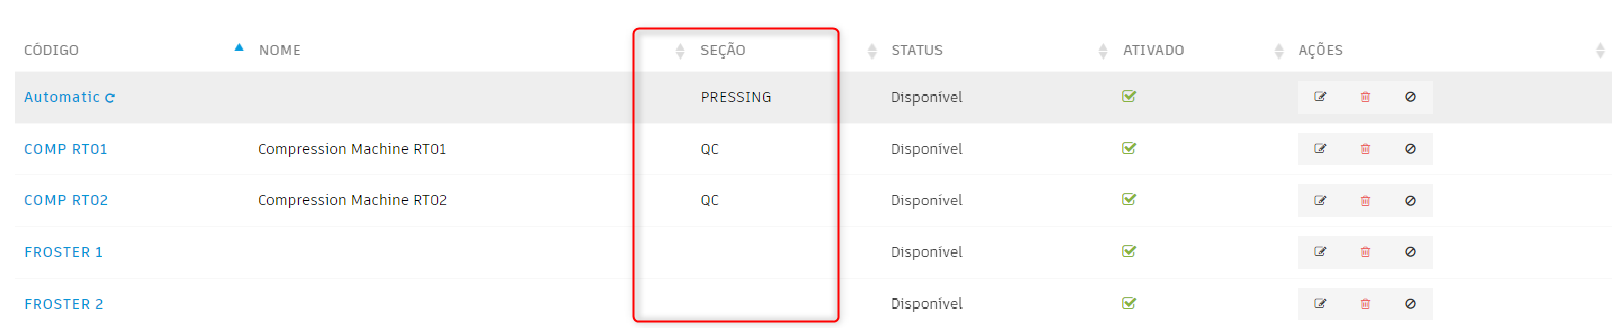 CÓDIGO NOME SEÇÃO STATUS ATIVADO AÇÕES
Automatic PRESSING Disponível
COMP RT01 Compression Machine RT01 QC Disponível
COMP RT02 Compression Machine RT02 QC Disponível
FROSTER 1 Disponível
FROSTER 2 Disponível